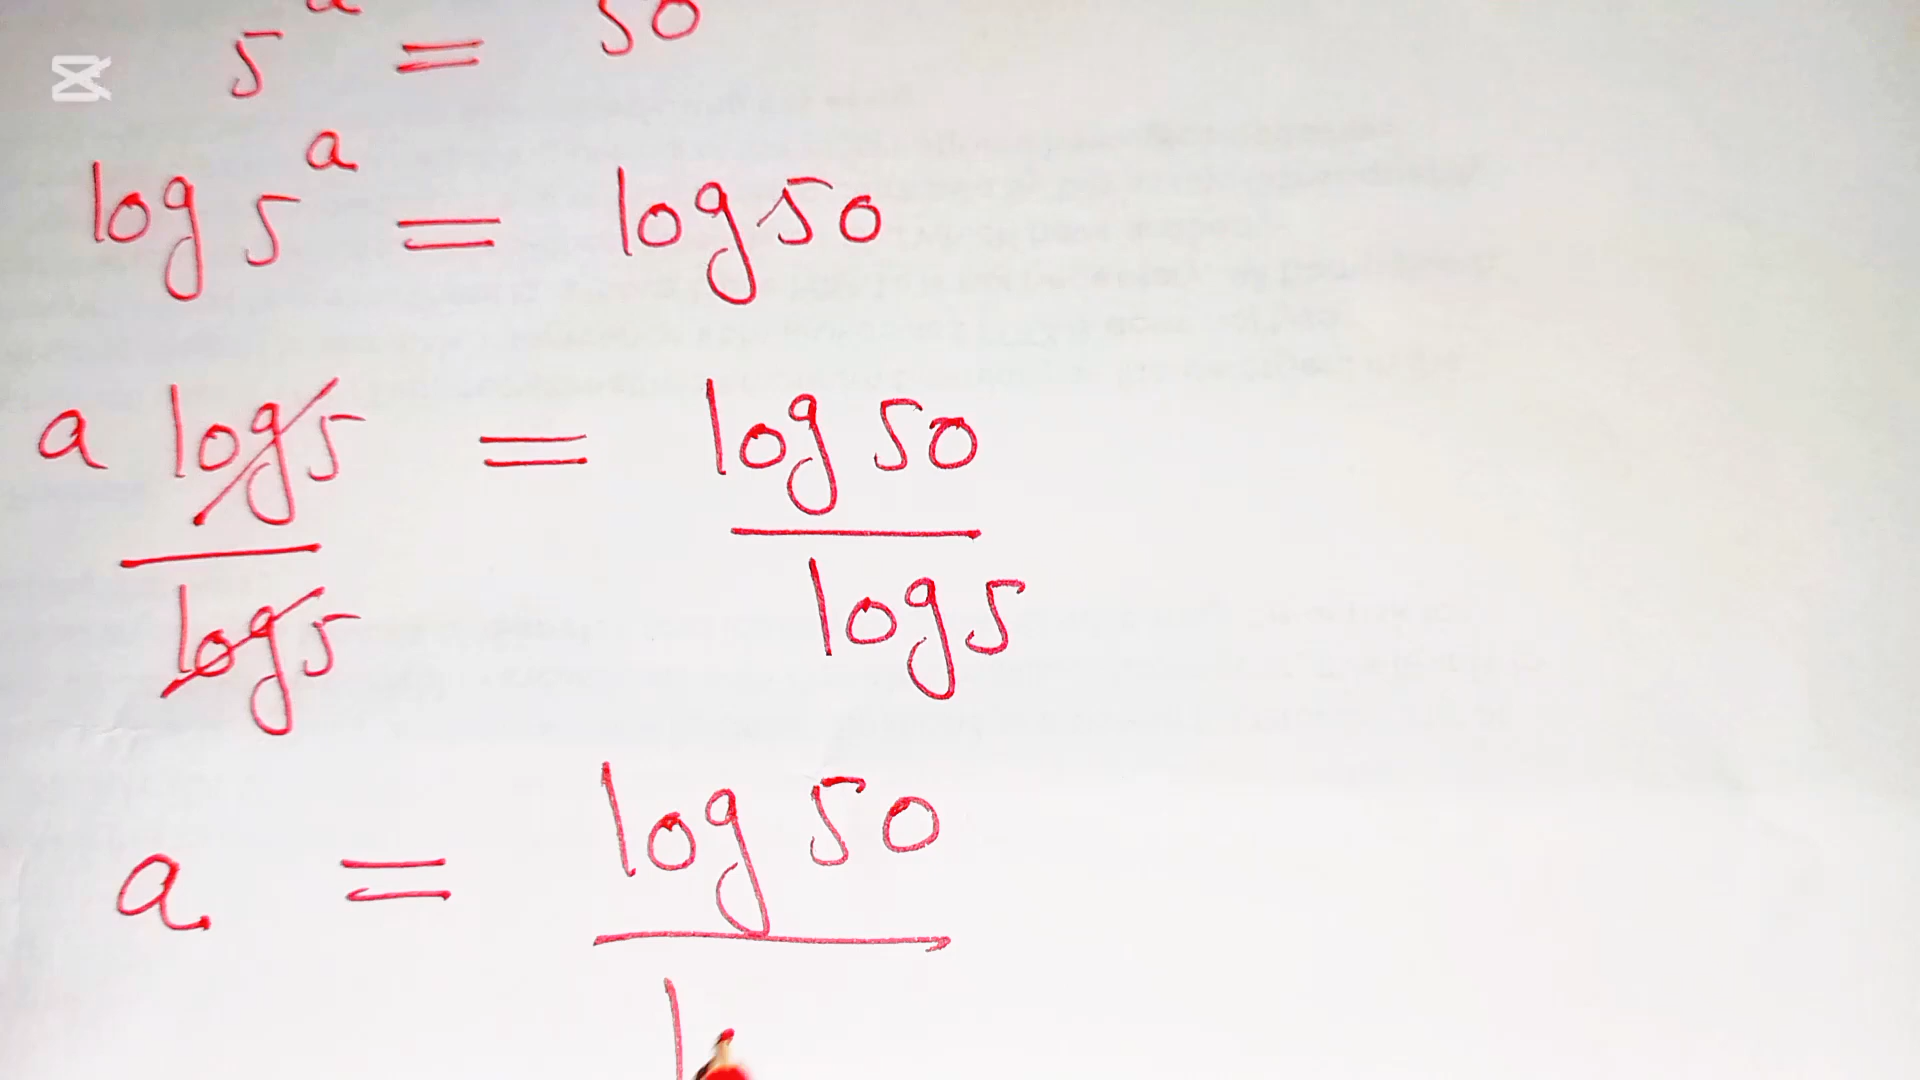 5^a = 50
log 5^a = log 50
a log 5 / log 5 = log 50 / log 5
a = log 50 / l